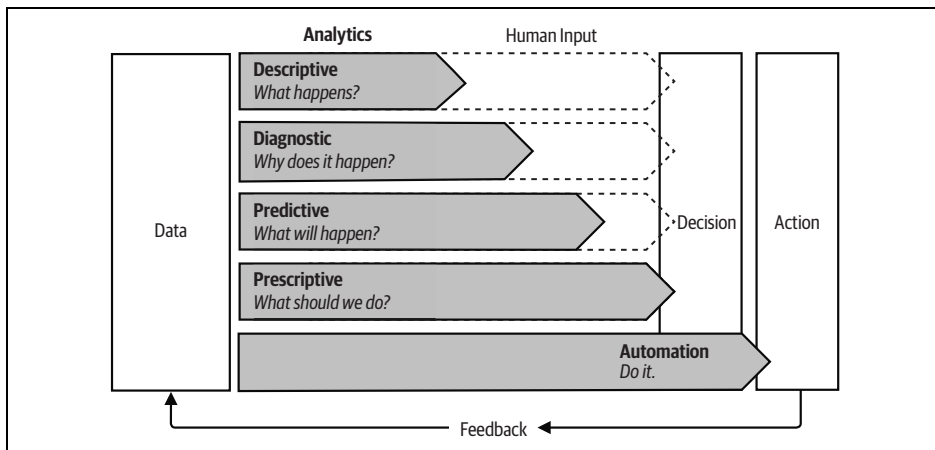 Analytics
Human Input
Descriptive
What happens?
Diagnostic
Why does it happen?
Predictive
What will happen?
Prescriptive
What should we do?
Automation
Do it.
Data
Decision
Action
Feedback